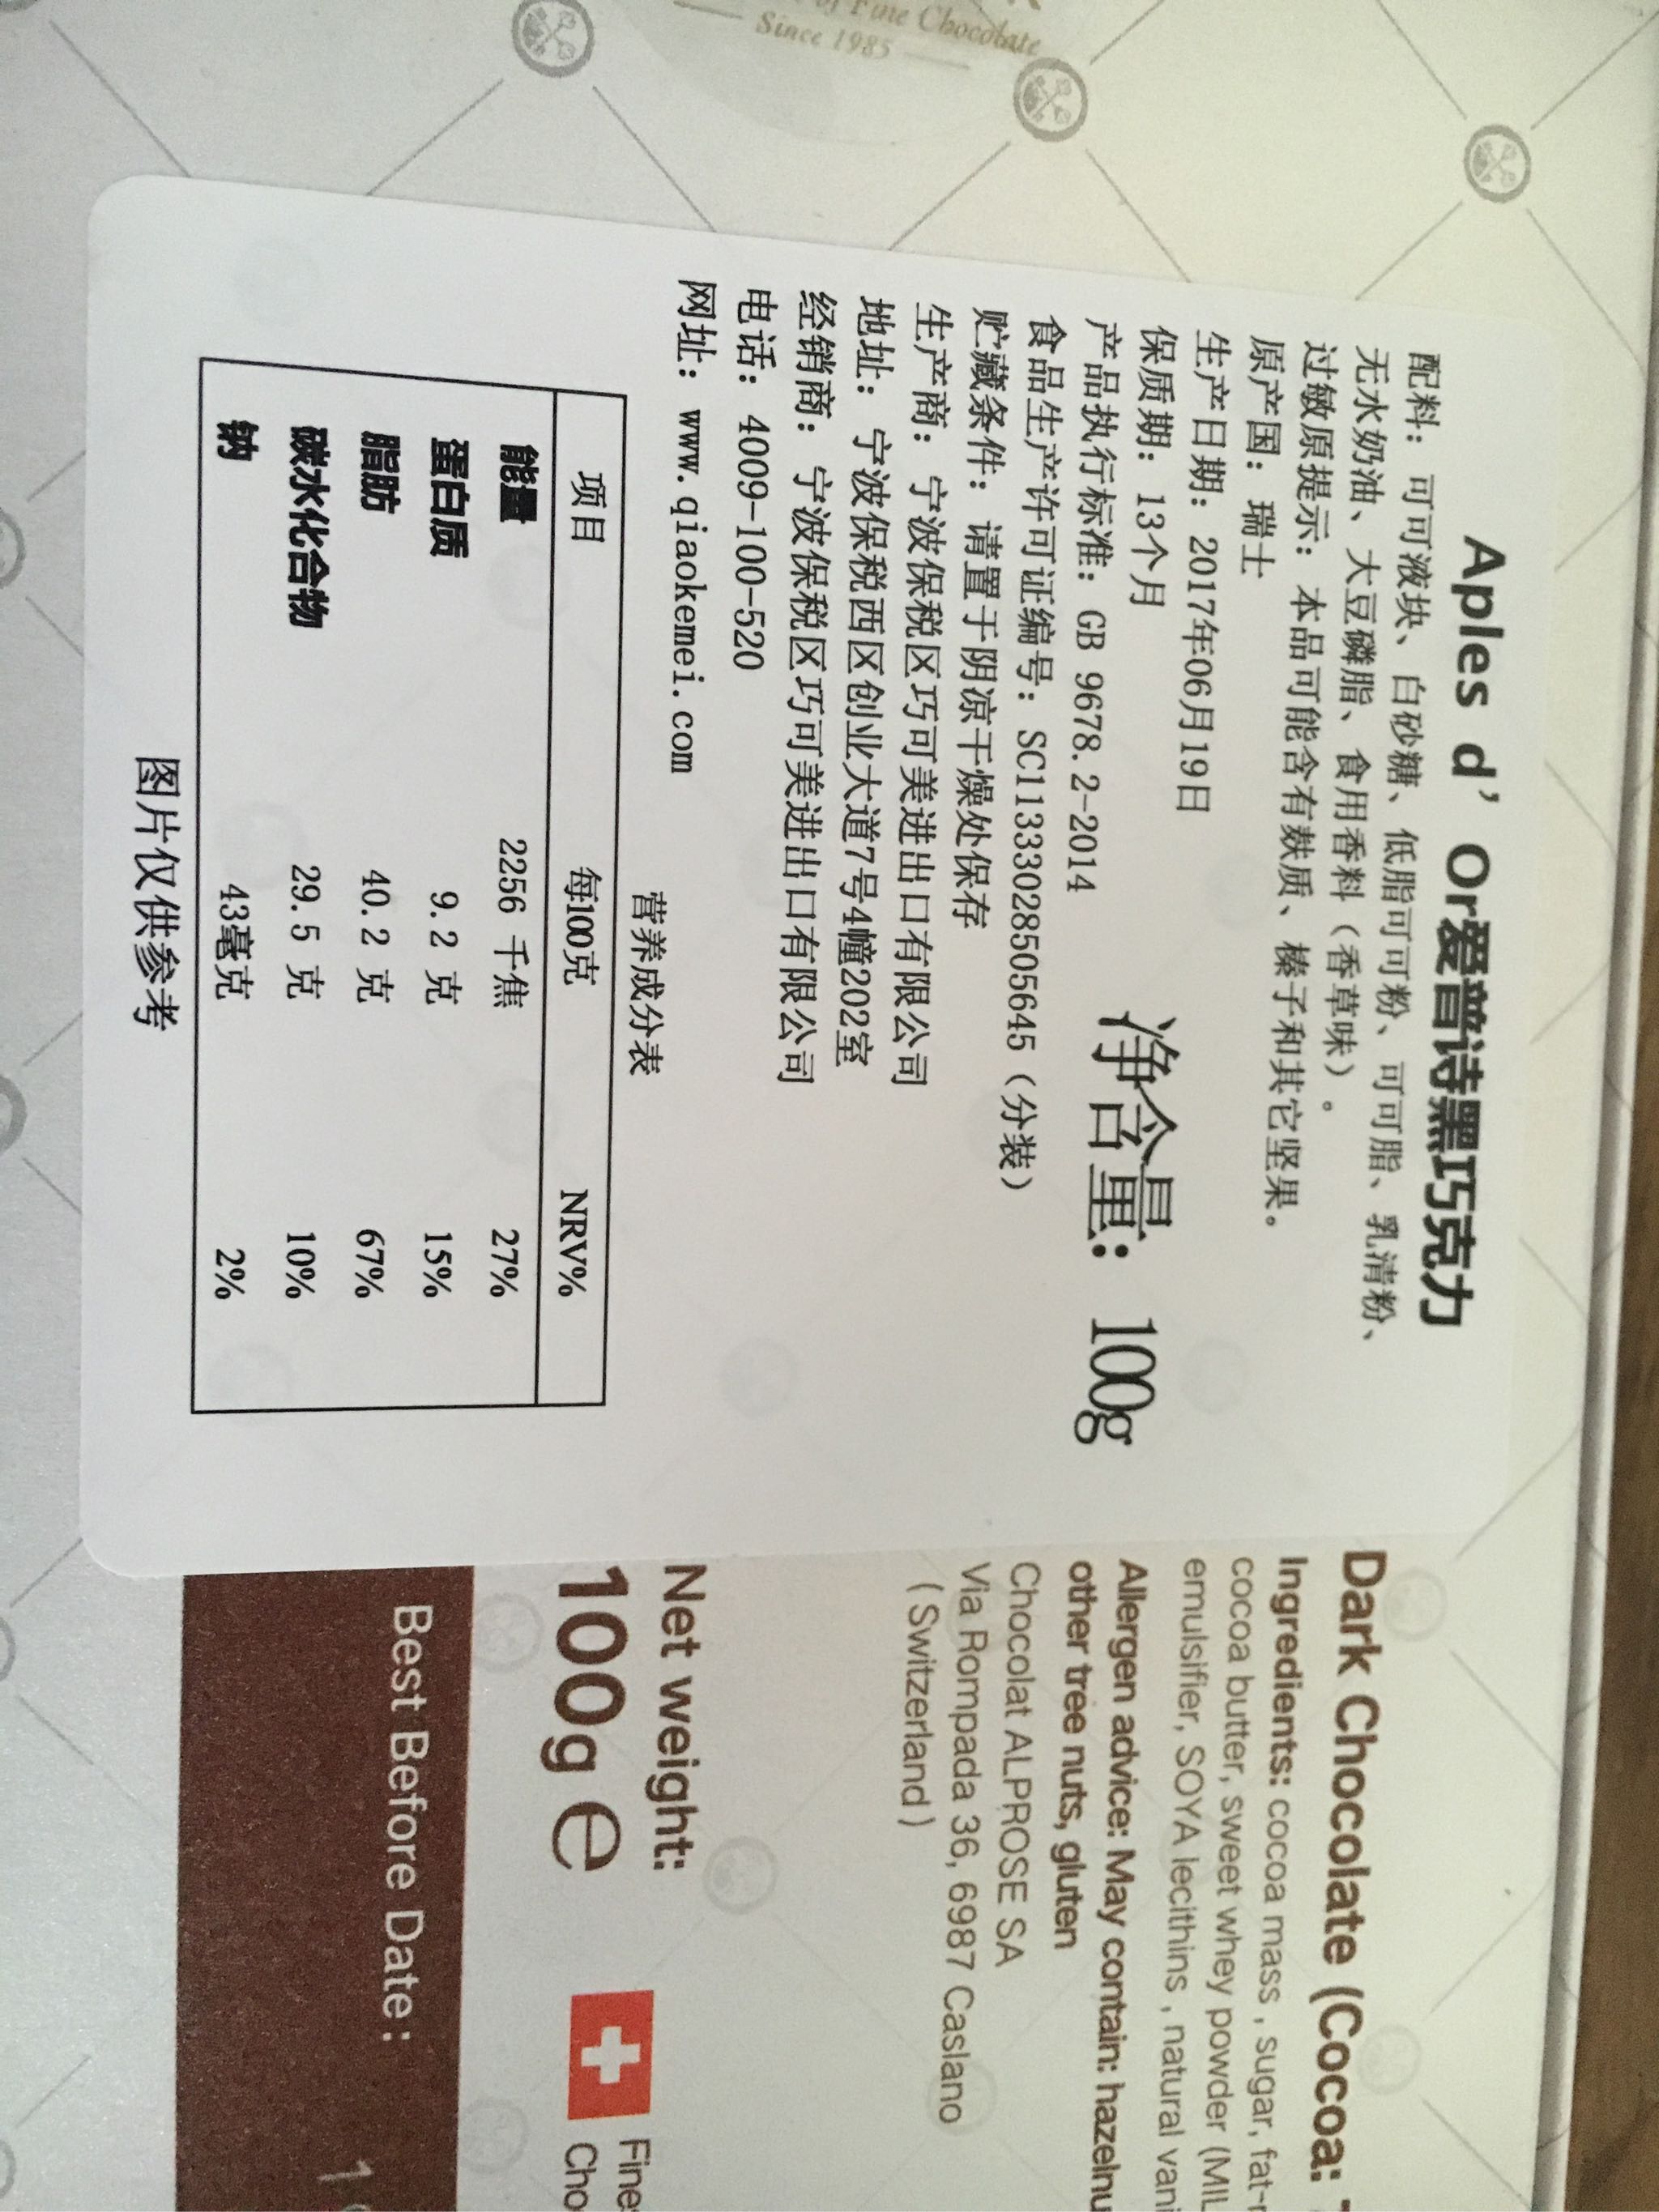 of Fine Chocolate
Since 1985
Aples d’ Or爱普诗黑巧克力
配料：可可液块、白砂糖、低脂可可粉、可可脂、乳清粉、
无水奶油、大豆磷脂、食用香料（香草味）。
过敏原提示：本品可能含有麸质、榛子和其它坚果。
原产国：瑞士
生产日期：2017年06月19日
保质期：13个月
净含量：100g
产品执行标准：GB 9678.2-2014
食品生产许可证编号：SC11333028505645（分装）
贮藏条件：请置于阴凉干燥处保存
生产商：宁波保税区巧可美进出口有限公司
地址：宁波保税西区创业大道7号4幢202室
经销商：宁波保税区巧可美进出口有限公司
电话：4009-100-520
网址：www.qiaokemei.com
营养成分表
项目 每100克 NRV%
能量 2256 千焦 27%
蛋白质 9.2 克 15%
脂肪 40.2 克 67%
碳水化合物 29.5 克 10%
钠 43毫克 2%
图片仅供参考
Dark Chocolate (Cocoa:
Ingredients: cocoa mass , sugar, fat-r
cocoa butter, sweet whey powder (MIL
emulsifier, SOYA lecithins , natural vani
Allergen advice: May contain: hazelnu
other tree nuts, gluten
Chocolat ALPROSE SA
Via Rompada 36, 6987 Caslano
( Switzerland )
Net weight:
100g e
Fines
Cho
Best Before Date :